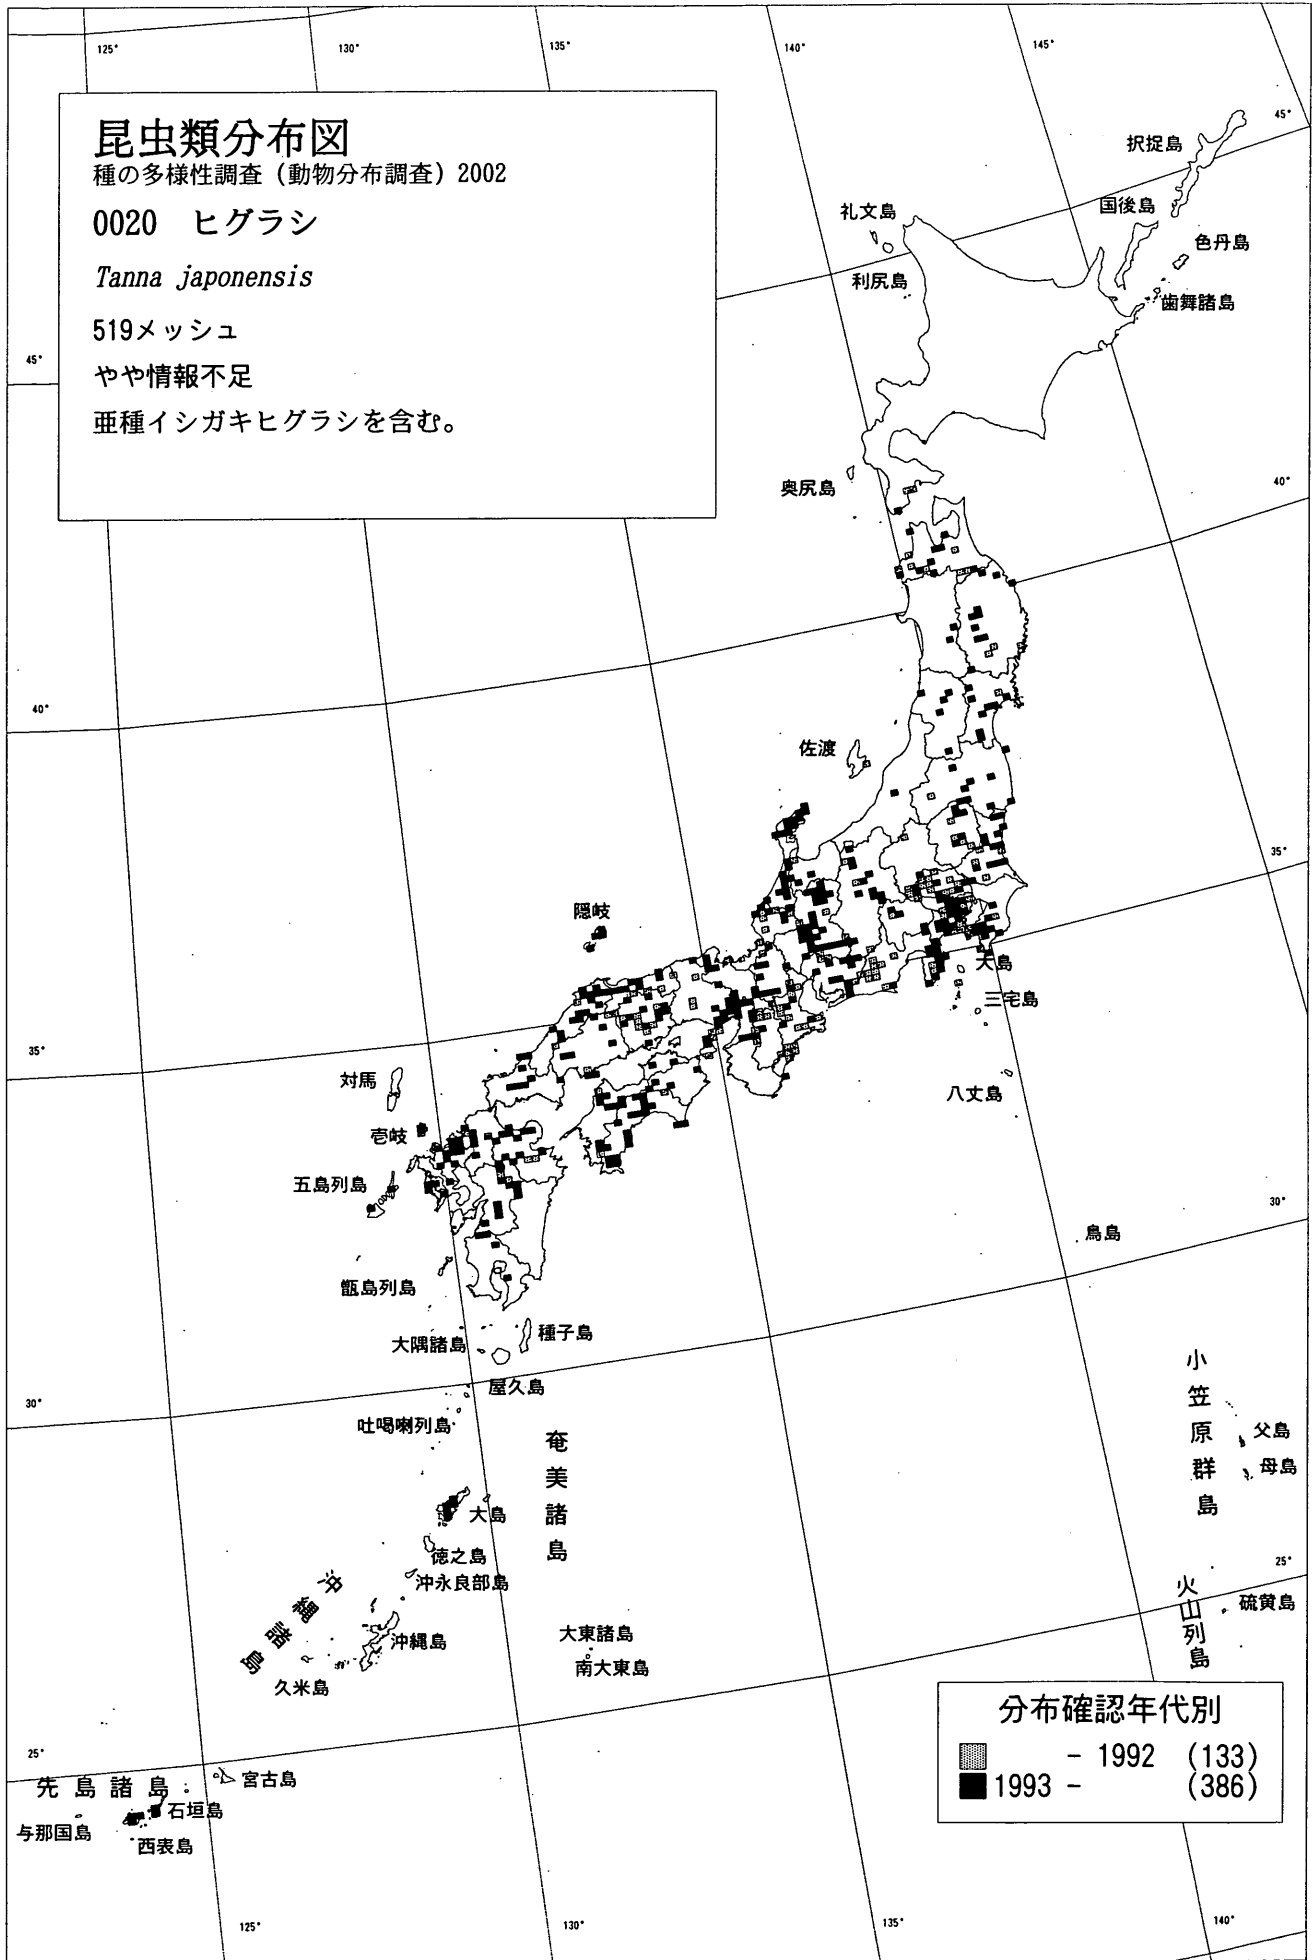 125°
130°
135°
140°
145°
昆虫類分布図
種の多様性調査（動物分布調査）2002
0020　ヒグラシ
Tanna japonensis
519メッシュ
やや情報不足
亜種イシガキヒグラシを含む。
45°
択捉島
国後島
色丹島
歯舞諸島
礼文島
利尻島
45°
奥尻島
40°
40°
佐渡
隠岐
35°
大島
三宅島
八丈島
35°
対馬
壱岐
五島列島
甑島列島
大隅諸島
種子島
屋久島
鳥島
30°
30°
吐噶喇列島
奄美諸島
大島
徳之島
沖永良部島
沖縄諸島
沖縄島
久米島
大東諸島
南大東島
小笠原群島
父島
母島
25°
火山列島
硫黄島
25°
先島諸島
宮古島
石垣島
与那国島
西表島
分布確認年代別
- 1992 (133)
1993 - (386)
125°
130°
135°
140°